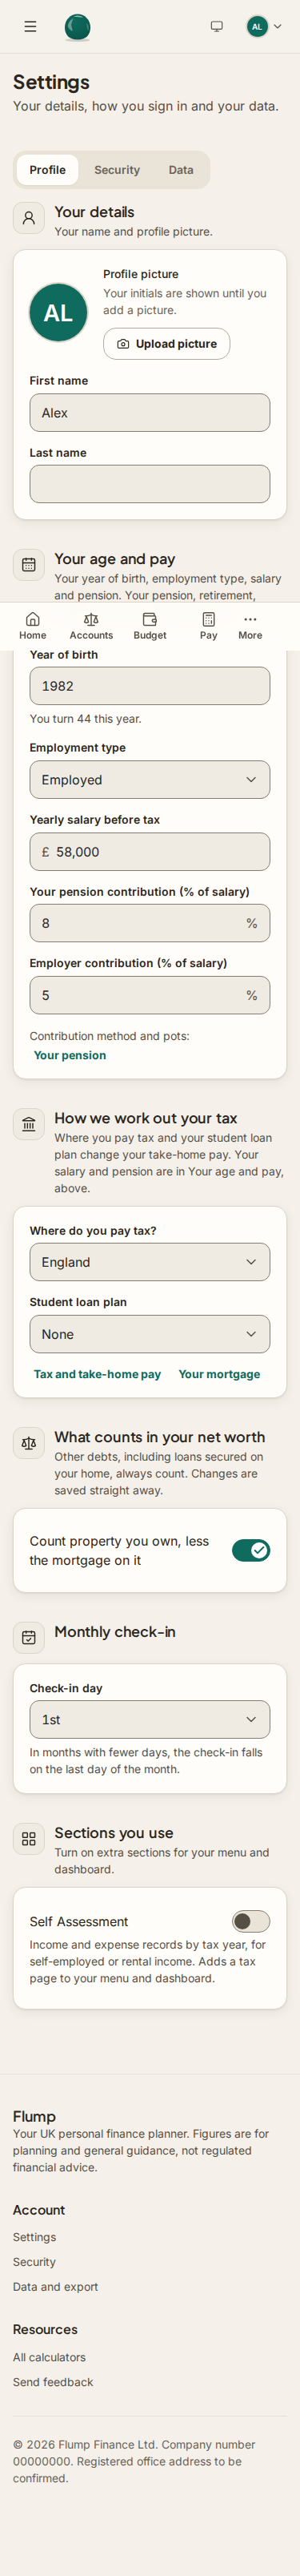 AL
Settings
Your details, how you sign in and your data.
Profile Security Data
Your details
Your name and profile picture.
AL
Profile picture
Your initials are shown until you
add a picture.
Upload picture
First name
Alex
Last name
Your age and pay
Your year of birth, employment type, salary
and pension. Your pension, retirement,
Home Accounts Budget Pay More
Year of birth
1982
You turn 44 this year.
Employment type
Employed
Yearly salary before tax
£ 58,000
Your pension contribution (% of salary)
8 %
Employer contribution (% of salary)
5 %
Contribution method and pots:
Your pension
How we work out your tax
Where you pay tax and your student loan
plan change your take-home pay. Your
salary and pension are in Your age and pay,
above.
Where do you pay tax?
England
Student loan plan
None
Tax and take-home pay Your mortgage
What counts in your net worth
Other debts, including loans secured on
your home, always count. Changes are
saved straight away.
Count property you own, less
the mortgage on it
Monthly check-in
Check-in day
1st
In months with fewer days, the check-in falls
on the last day of the month.
Sections you use
Turn on extra sections for your menu and
dashboard.
Self Assessment
Income and expense records by tax year, for
self-employed or rental income. Adds a tax
page to your menu and dashboard.
Flump
Your UK personal finance planner. Figures are for
planning and general guidance, not regulated
financial advice.
Account
Settings
Security
Data and export
Resources
All calculators
Send feedback
© 2026 Flump Finance Ltd. Company number
00000000. Registered office address to be
confirmed.